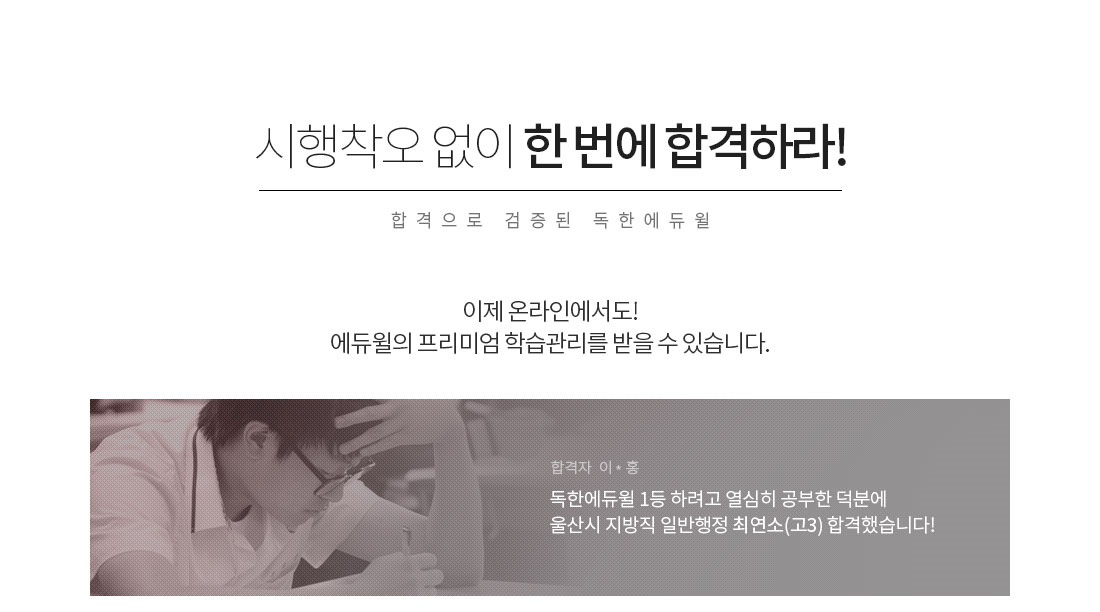 시행착오 없이 한 번에 합격하라!
합격으로 검증된 독한에듀윌
이제 온라인에서도!
에듀윌의 프리미엄 학습관리를 받을 수 있습니다.
합격자 이*홍
독한에듀윌 1등 하려고 열심히 공부한 덕분에
울산시 지방직 일반행정 최연소(고3) 합격했습니다!